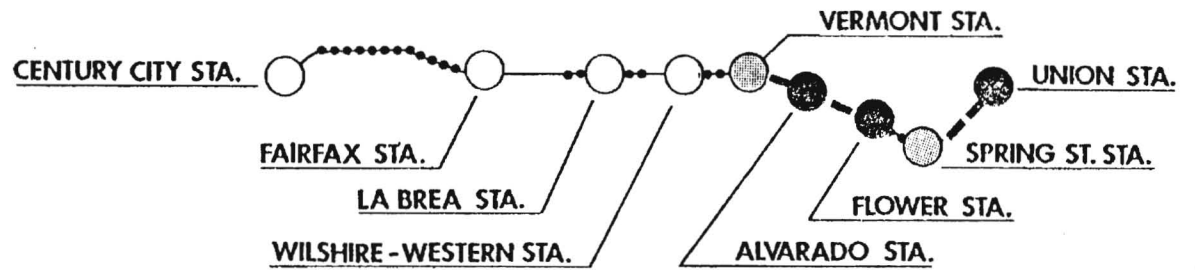 VERMONT STA.
CENTURY CITY STA.
UNION STA.
FAIRFAX STA.
SPRING ST. STA.
LA BREA STA.
FLOWER STA.
WILSHIRE-WESTERN STA.
ALVARADO STA.